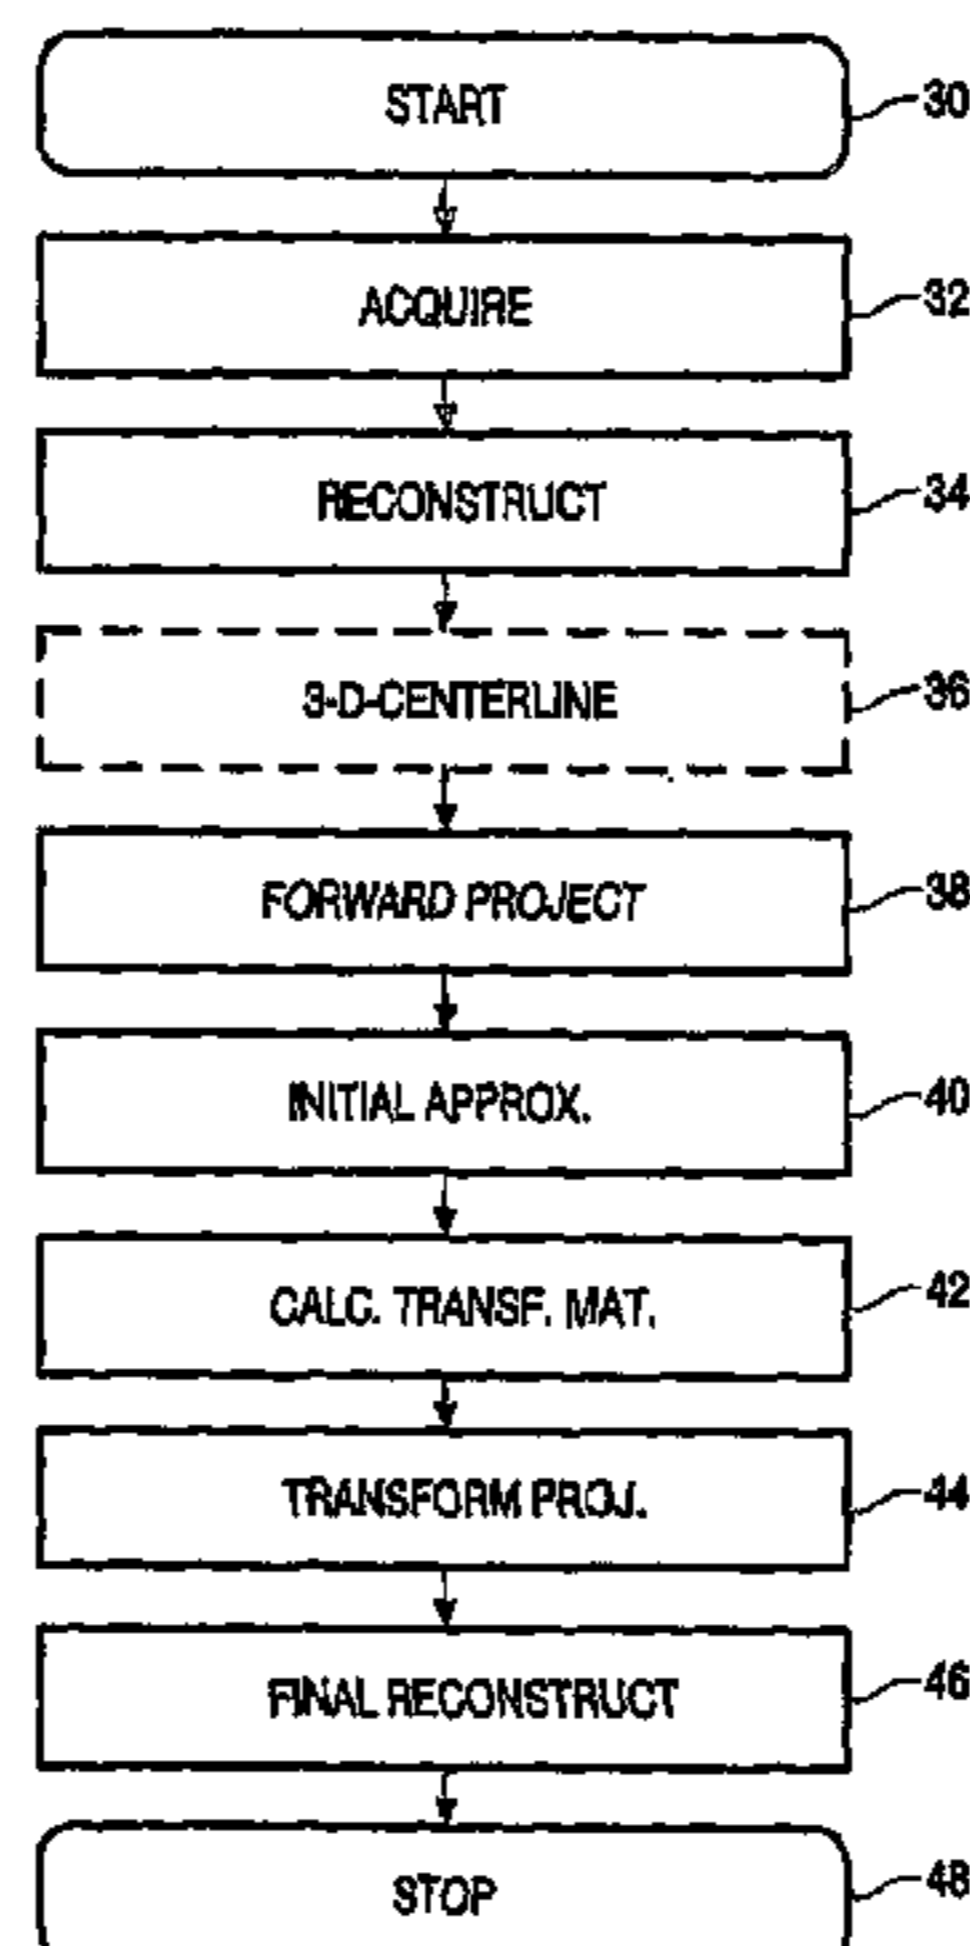 START
30
ACQUIRE
32
RECONSTRUCT
34
3-D-CENTERLINE
36
FORWARD PROJECT
38
INITIAL APPROX.
40
CALC. TRANSF. MAT.
42
TRANSFORM PROJ.
44
FINAL RECONSTRUCT
46
STOP
48